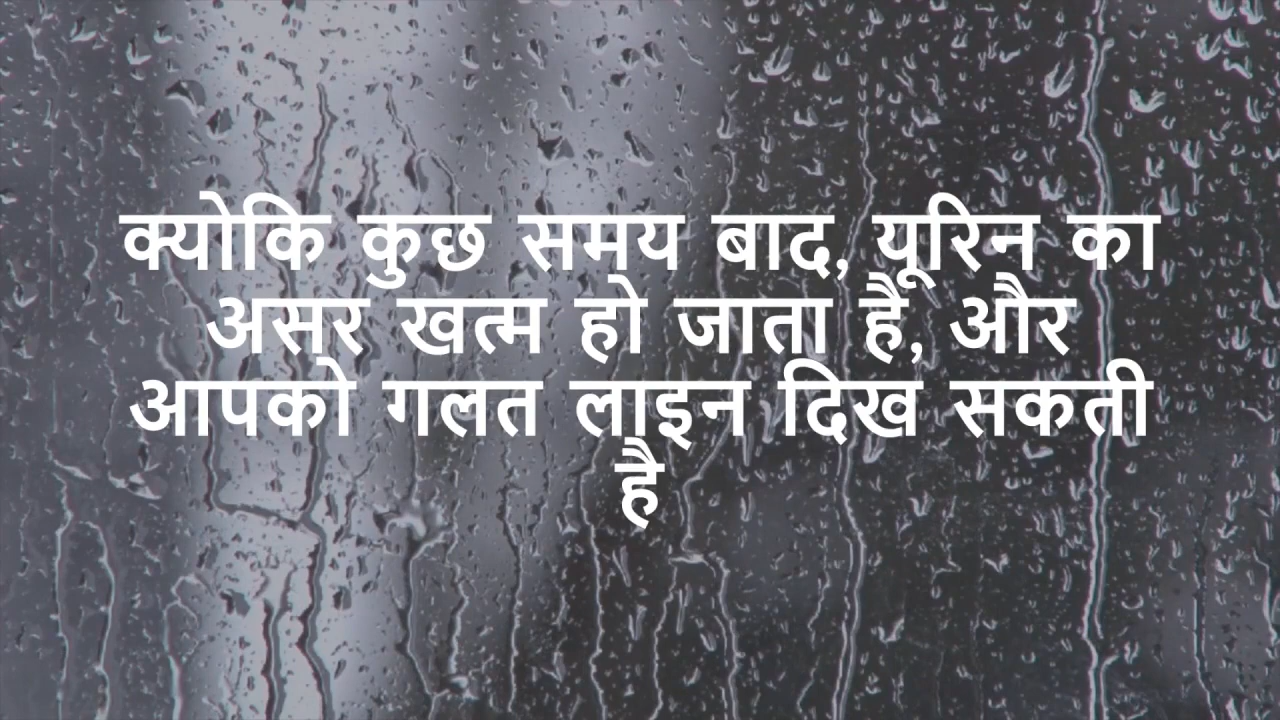 क्योकि कुछ समय बाद, यूरिन का
असर खत्म हो जाता है, और
आपको गलत लाइन दिख सकती
है